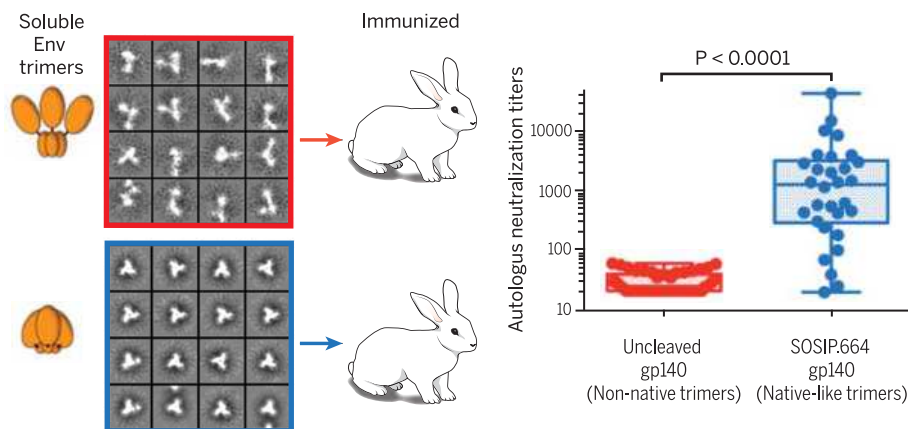 Soluble
Env
trimers
Immunized
P < 0.0001
Autologus neutralization titers
10000
1000
100
10
Uncleaved
gp140
(Non-native trimers)
SOSIP.664
gp140
(Native-like trimers)